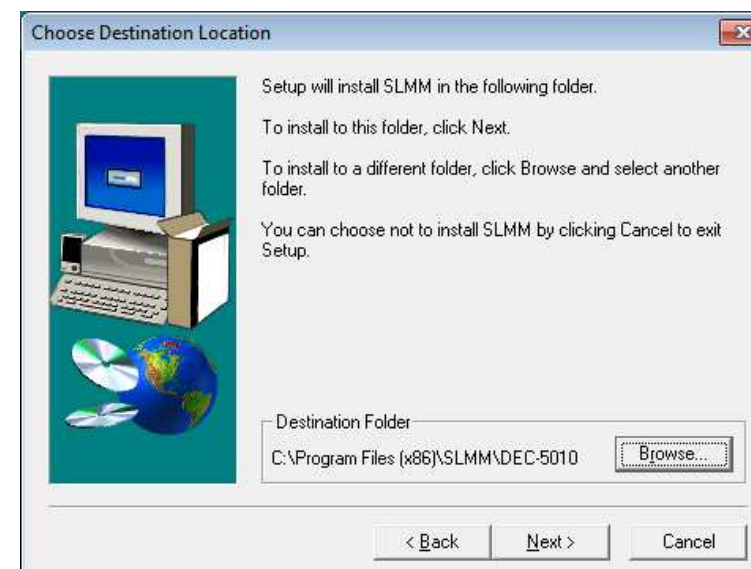 Choose Destination Location
Setup will install SLMM in the following folder.
To install to this folder, click Next.
To install to a different folder, click Browse and select another
folder.
You can choose not to install SLMM by clicking Cancel to exit
Setup.
Destination Folder
C:\Program Files (x86)\SLMM\DEC-5010
Browse...
< Back
Next >
Cancel